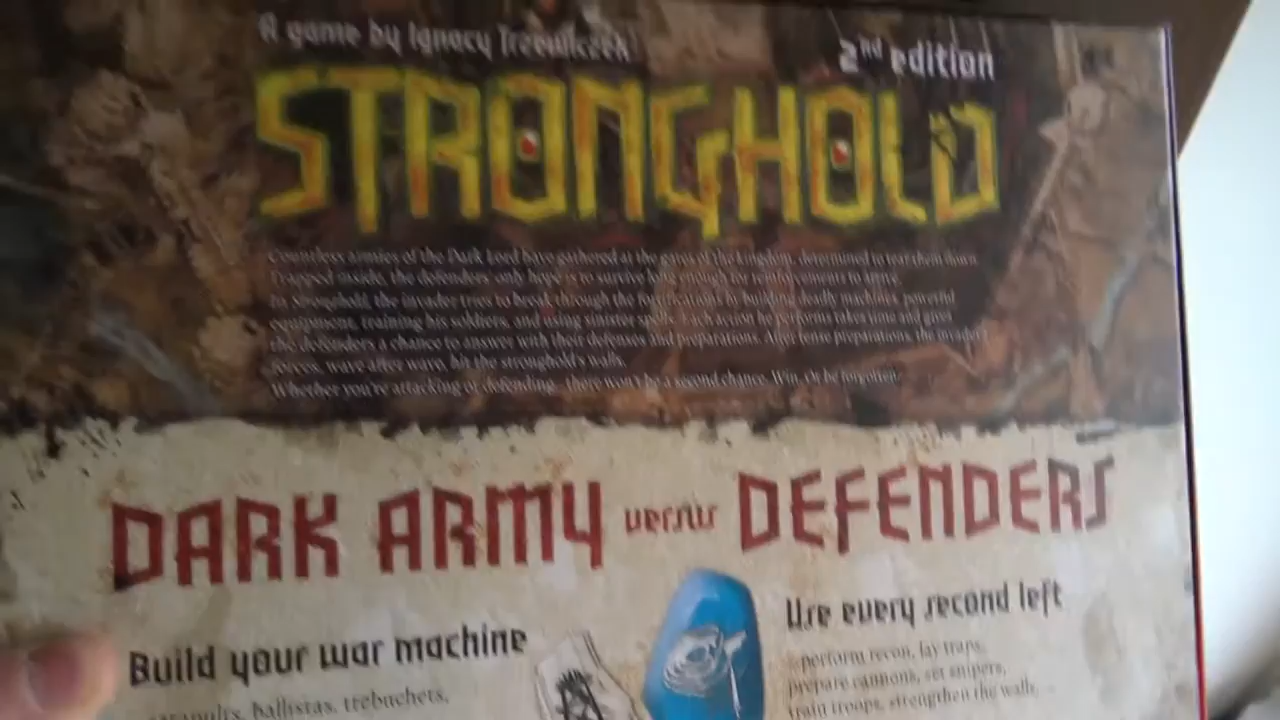 A game by Ignacy Trzewiczek
2nd edition
STRONGHOLD
Countless armies of the Dark Lord have gathered at the gates of the kingdom, determined to tear them down.
Trapped inside, the defenders only hope is to survive long enough for
In Stronghold, the invader tries to break through the fortifications by building deadly machines, powerful
equipment, training his soldiers, and using sinister spells. Each action he performs takes time and gives
the defenders a chance to answer with their defenses and preparations. After tense preparations, the invader
forces, wave after wave, hit the stronghold's walls.
Whether you're attacking or defending, there won't be a second chance. Win. Or be forgotten.
DARK ARMY versus DEFENDERS
Build your war machine
catapults, ballistas, trebuchets,
Use every second left
perform recon, lay traps,
prepare cannons, set snipers,
train troops, strengthen the walls,